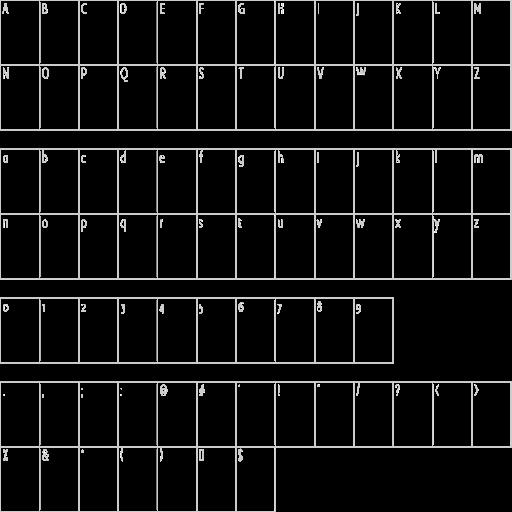 A B C D E F G H I J K L M
N O P Q R S T U V W X Y Z
a b c d e f g h i j k l m
n o p q r s t u v w x y z
0 1 2 3 4 5 6 7 8 9
. , ; : @ # ' ! " / ? < >
% & * ( ) $